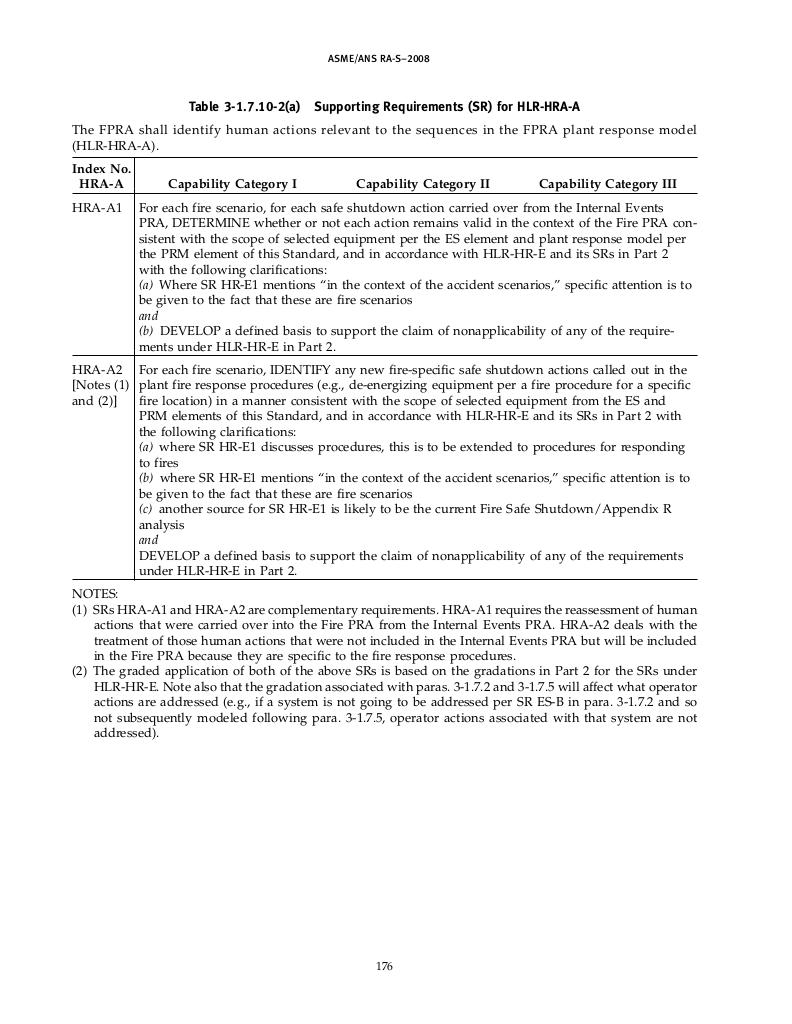 ASME/ANS RA-S–2008
Table 3-1.7.10-2(a) Supporting Requirements (SR) for HLR-HRA-A
The FPRA shall identify human actions relevant to the sequences in the FPRA plant response model
(HLR-HRA-A).
Index No.
HRA-A Capability Category I Capability Category II Capability Category III
HRA-A1 For each fire scenario, for each safe shutdown action carried over from the Internal Events
PRA, DETERMINE whether or not each action remains valid in the context of the Fire PRA con-
sistent with the scope of selected equipment per the ES element and plant response model per
the PRM element of this Standard, and in accordance with HLR-HR-E and its SRs in Part 2
with the following clarifications:
(a) Where SR HR-E1 mentions “in the context of the accident scenarios,” specific attention is to
be given to the fact that these are fire scenarios
and
(b) DEVELOP a defined basis to support the claim of nonapplicability of any of the require-
ments under HLR-HR-E in Part 2.
HRA-A2 For each fire scenario, IDENTIFY any new fire-specific safe shutdown actions called out in the
[Notes (1) plant fire response procedures (e.g., de-energizing equipment per a fire procedure for a specific
and (2)] fire location) in a manner consistent with the scope of selected equipment from the ES and
PRM elements of this Standard, and in accordance with HLR-HR-E and its SRs in Part 2 with
the following clarifications:
(a) where SR HR-E1 discusses procedures, this is to be extended to procedures for responding
to fires
(b) where SR HR-E1 mentions “in the context of the accident scenarios,” specific attention is to
be given to the fact that these are fire scenarios
(c) another source for SR HR-E1 is likely to be the current Fire Safe Shutdown/Appendix R
analysis
and
DEVELOP a defined basis to support the claim of nonapplicability of any of the requirements
under HLR-HR-E in Part 2.
NOTES:
(1) SRs HRA-A1 and HRA-A2 are complementary requirements. HRA-A1 requires the reassessment of human
actions that were carried over into the Fire PRA from the Internal Events PRA. HRA-A2 deals with the
treatment of those human actions that were not included in the Internal Events PRA but will be included
in the Fire PRA because they are specific to the fire response procedures.
(2) The graded application of both of the above SRs is based on the gradations in Part 2 for the SRs under
HLR-HR-E. Note also that the gradation associated with paras. 3-1.7.2 and 3-1.7.5 will affect what operator
actions are addressed (e.g., if a system is not going to be addressed per SR ES-B in para. 3-1.7.2 and so
not subsequently modeled following para. 3-1.7.5, operator actions associated with that system are not
addressed).
176